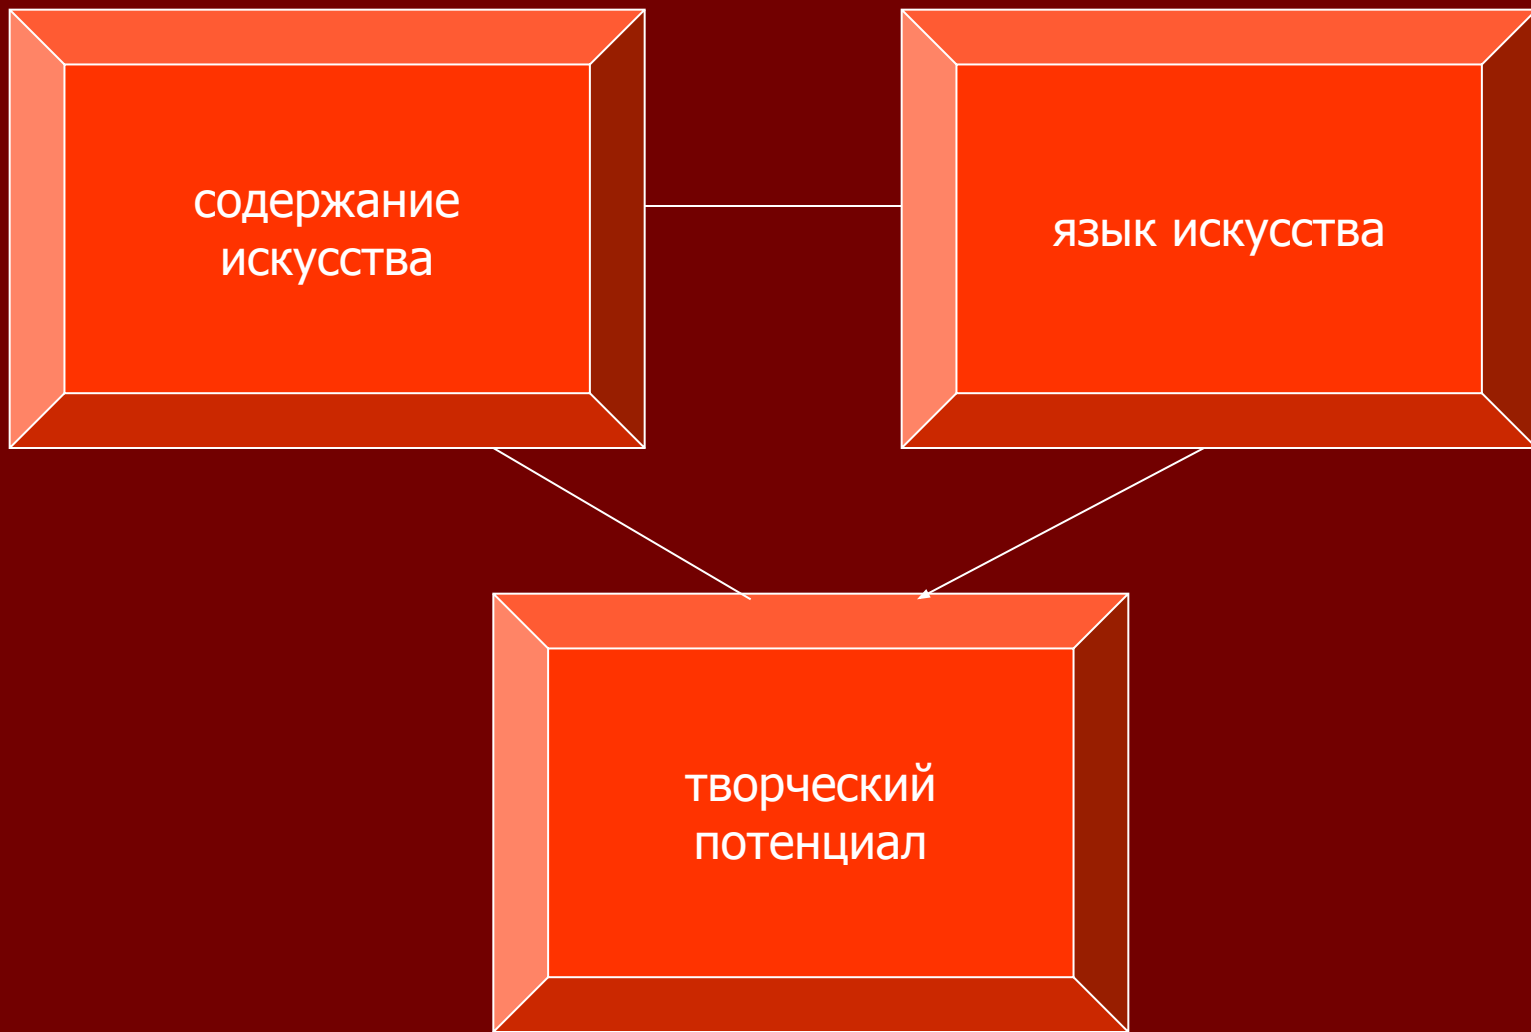 содержание
искусства
язык искусства
творческий
потенциал